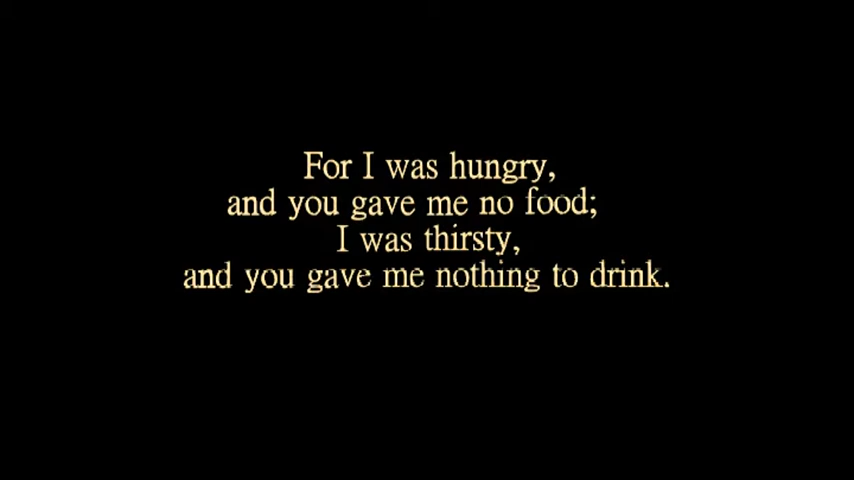 For I was hungry,
and you gave me no food;
I was thirsty,
and you gave me nothing to drink.